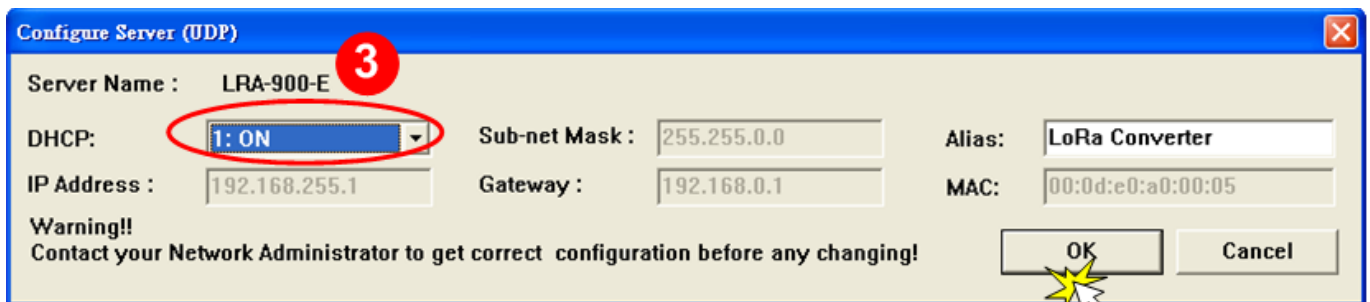 Configure Server (UDP)
3
Server Name : LRA-900-E
DHCP: 1: ON Sub-net Mask : 255.255.0.0 Alias: LoRa Converter
IP Address : 192.168.255.1 Gateway : 192.168.0.1 MAC: 00:0d:e0:a0:00:05
Warning!!
Contact your Network Administrator to get correct configuration before any changing!
OK Cancel